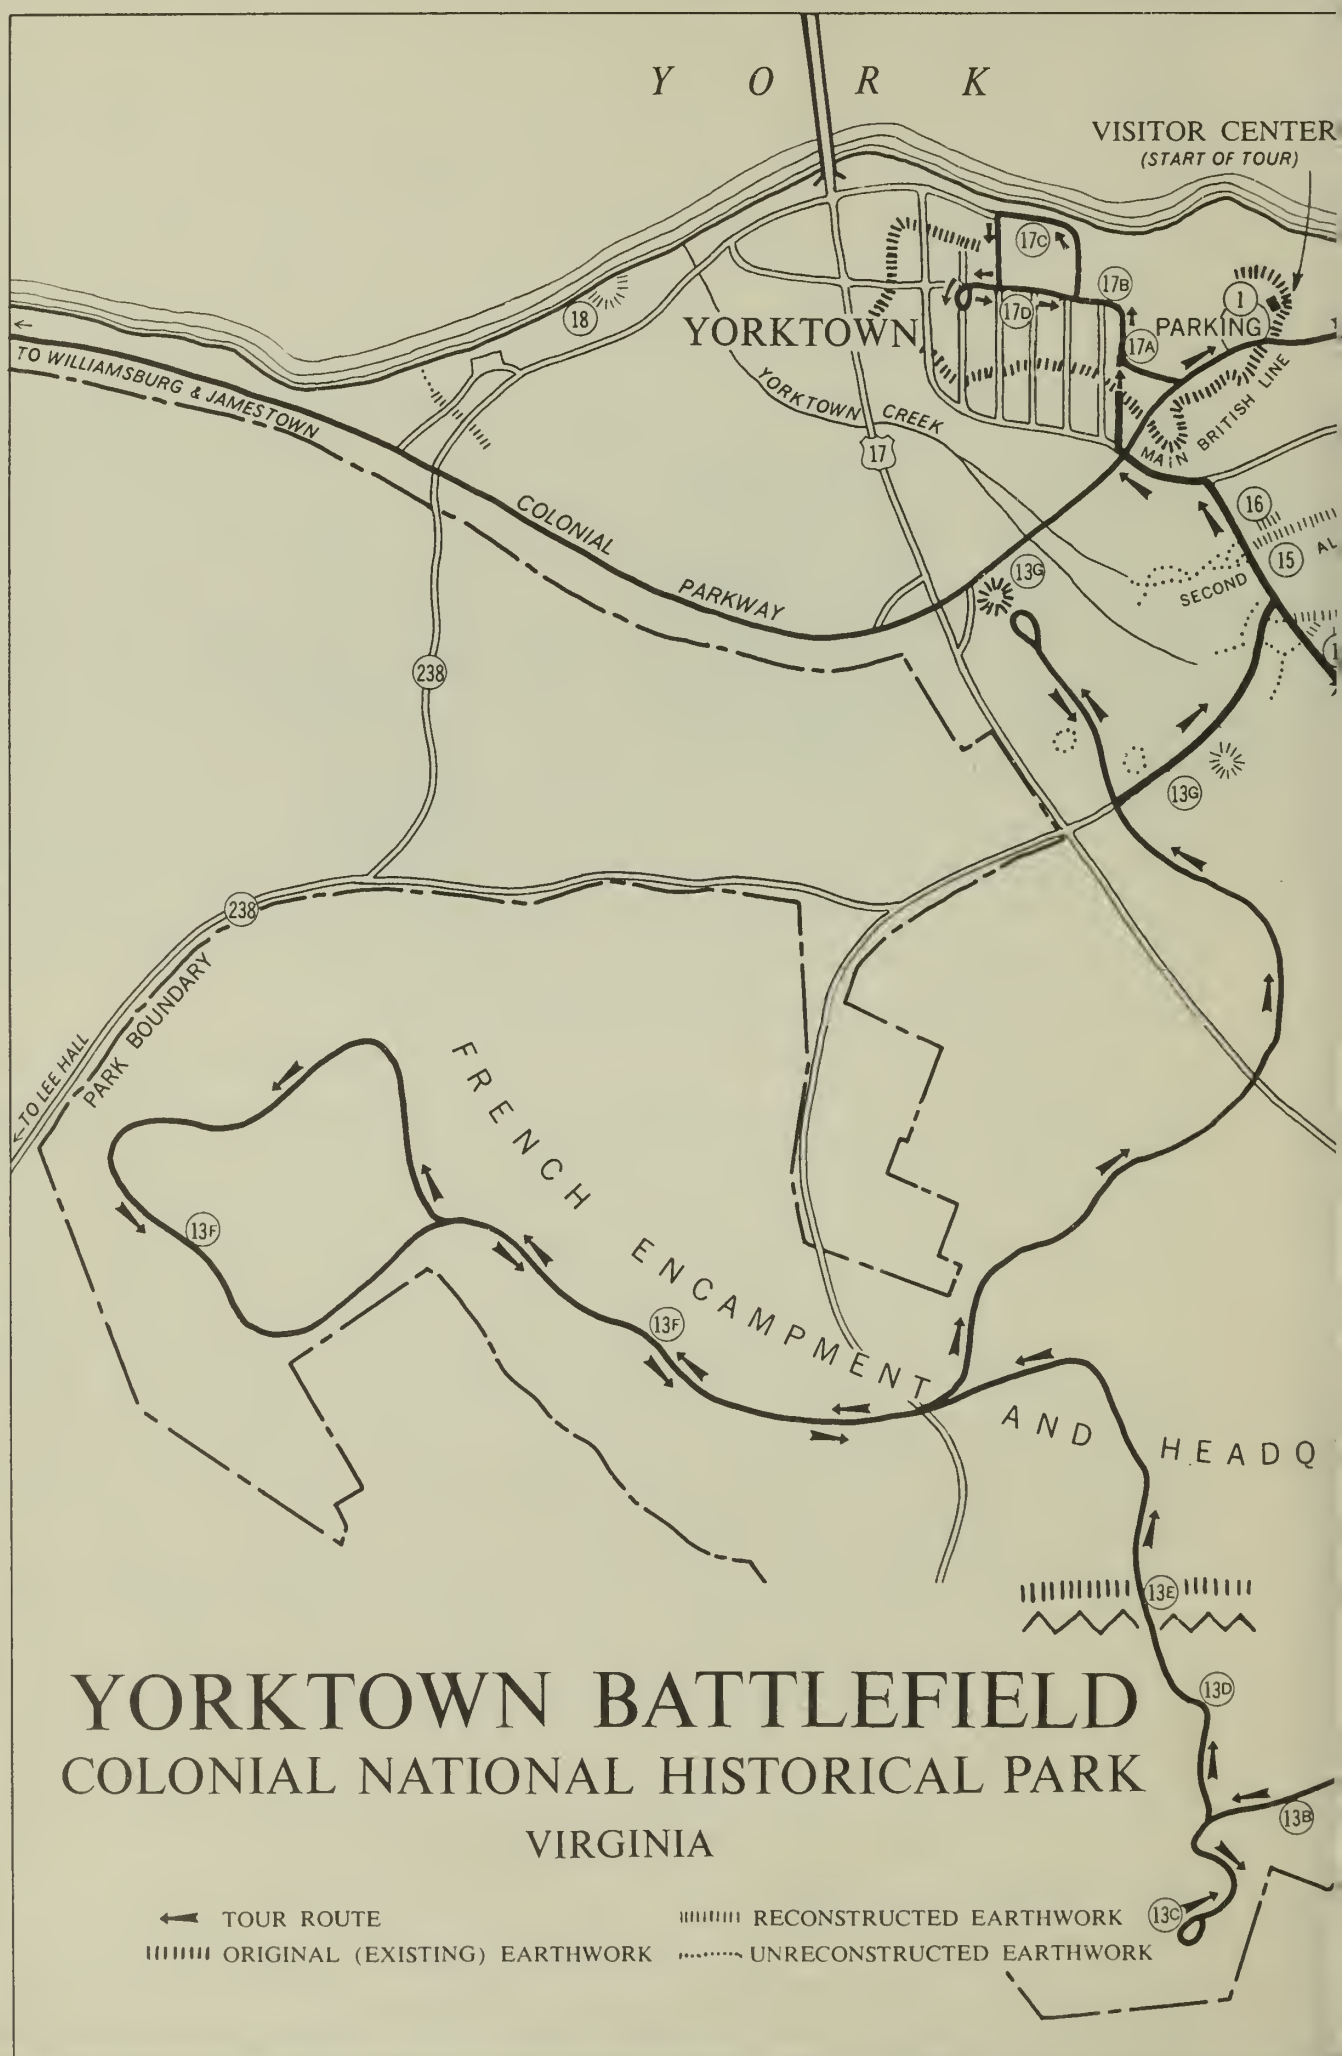 YORK
VISITOR CENTER
(START OF TOUR)
17C
17B
1
18
17D
YORKTOWN
17A
PARKING
TO WILLIAMSBURG & JAMESTOWN
YORKTOWN CREEK
MAIN BRITISH LINE
17
COLONIAL
PARKWAY
16
15
AL
SECOND
13G
238
13G
238
PARK BOUNDARY
TO LEE HALL
FRENCH ENCAMPMENT AND HEADQ
13F
13F
13E
13D
13B
13C
YORKTOWN BATTLEFIELD
COLONIAL NATIONAL HISTORICAL PARK
VIRGINIA
TOUR ROUTE
RECONSTRUCTED EARTHWORK
ORIGINAL (EXISTING) EARTHWORK
UNRECONSTRUCTED EARTHWORK